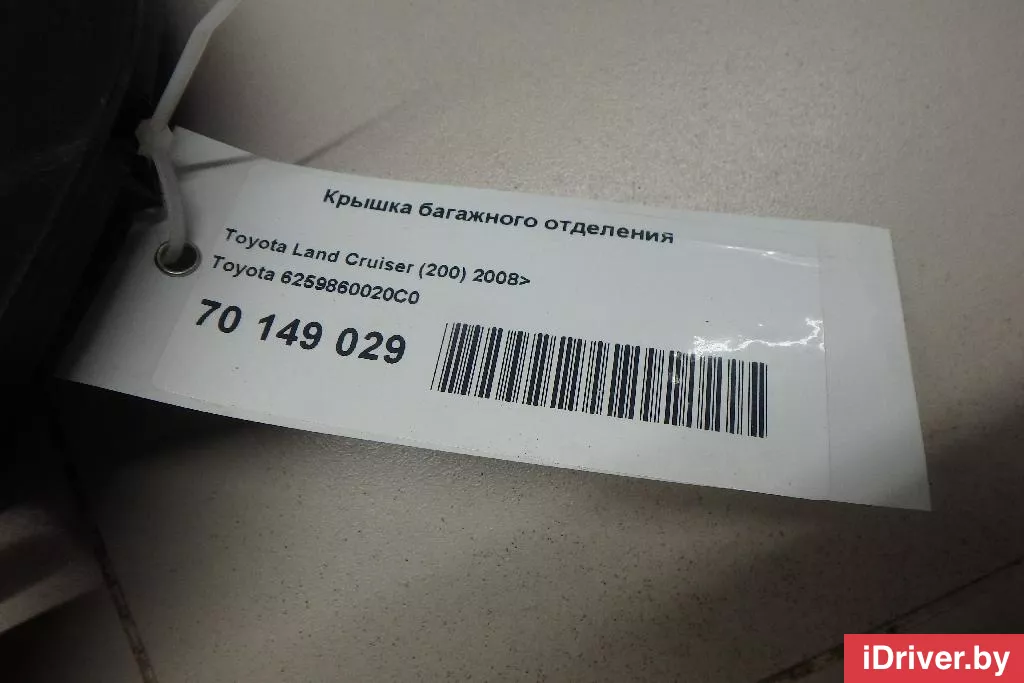 Крышка багажного отделения
Toyota Land Cruiser (200) 2008>
Toyota 6259860020C0
70 149 029
iDriver.by